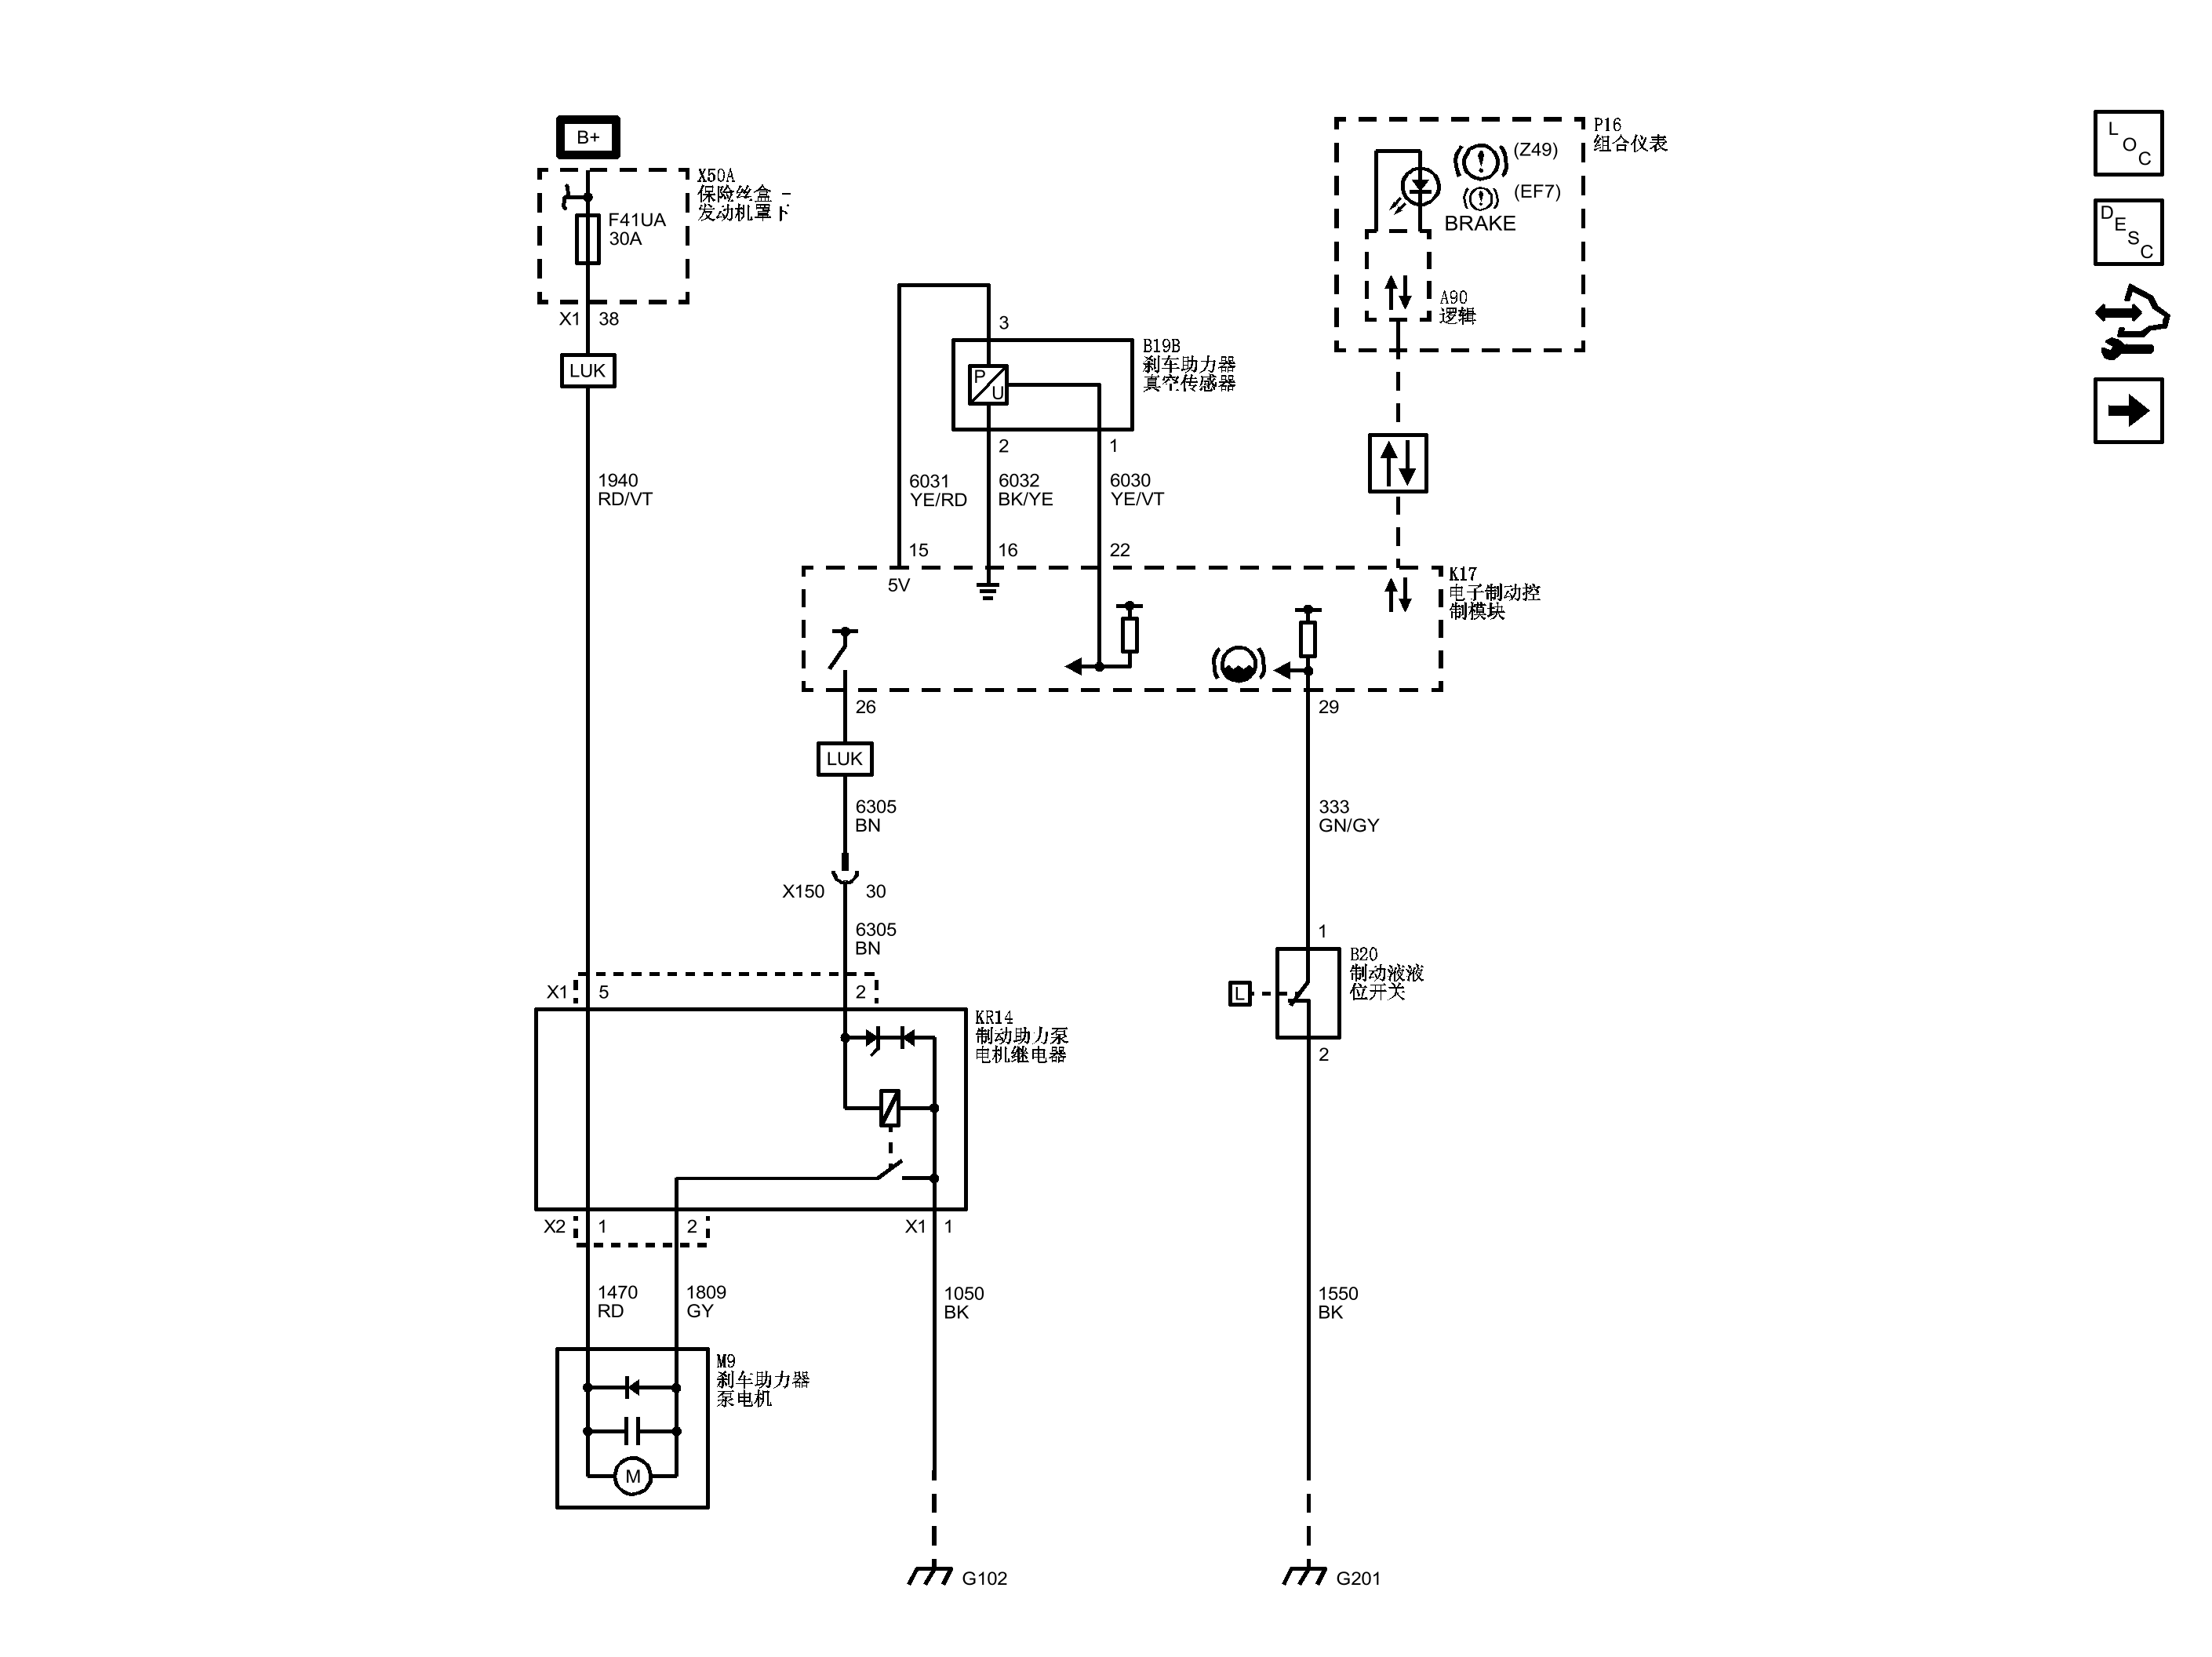 B+
X50A
保险丝盒 -
发动机罩下
F41UA
30A
X1 38
LUK
1940
RD/VT
P16
组合仪表
(Z49)
(EF7)
BRAKE
A90
逻辑
3
B19B
刹车助力器
真空传感器
P
U
2
1
6031
YE/RD
6032
BK/YE
6030
YE/VT
15
16
22
5V
K17
电子制动控
制模块
26
29
LUK
6305
BN
333
GN/GY
X150 30
6305
BN
1
B20
制动液液
位开关
L
2
X1 5
2
KR14
制动助力泵
电机继电器
X2 1
2
X1 1
1470
RD
1809
GY
1050
BK
1550
BK
M9
刹车助力器
泵电机
M
G102
G201
L
O
C
D
E
S
C